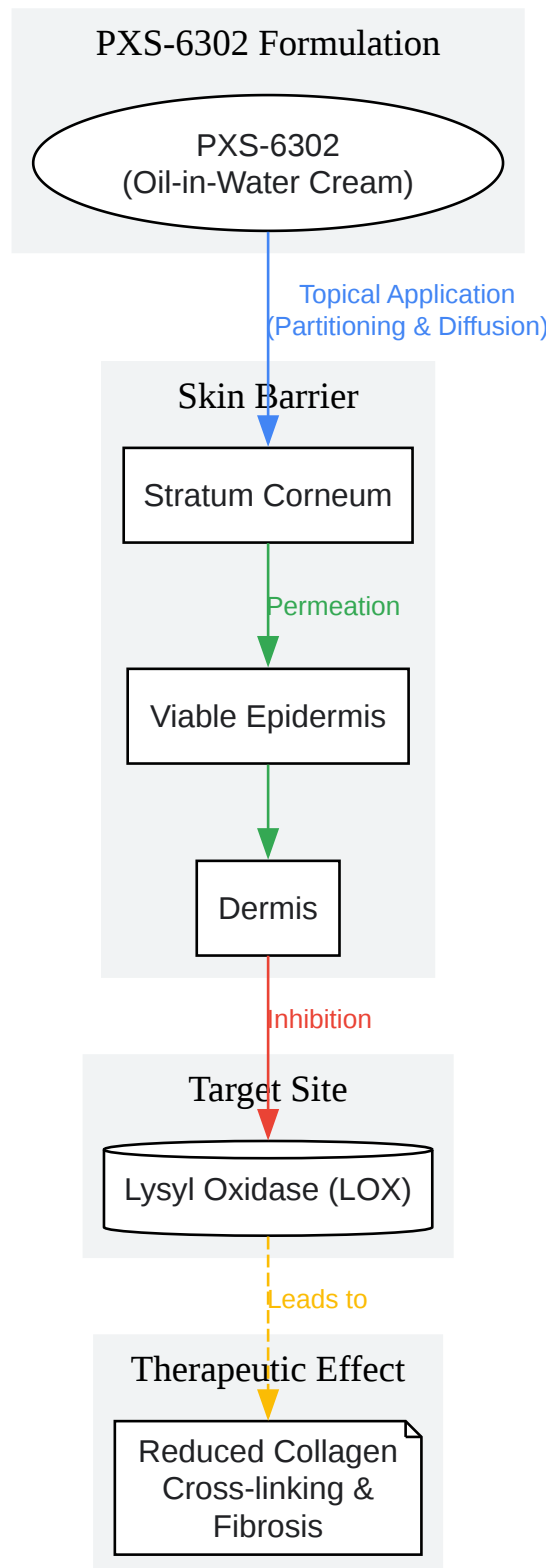 PXS-6302 Formulation
PXS-6302
(Oil-in-Water Cream)
Topical Application
(Partitioning & Diffusion)
Skin Barrier
Stratum Corneum
Permeation
Viable Epidermis
Dermis
Inhibition
Target Site
Lysyl Oxidase (LOX)
Leads to
Therapeutic Effect
Reduced Collagen
Cross-linking &
Fibrosis